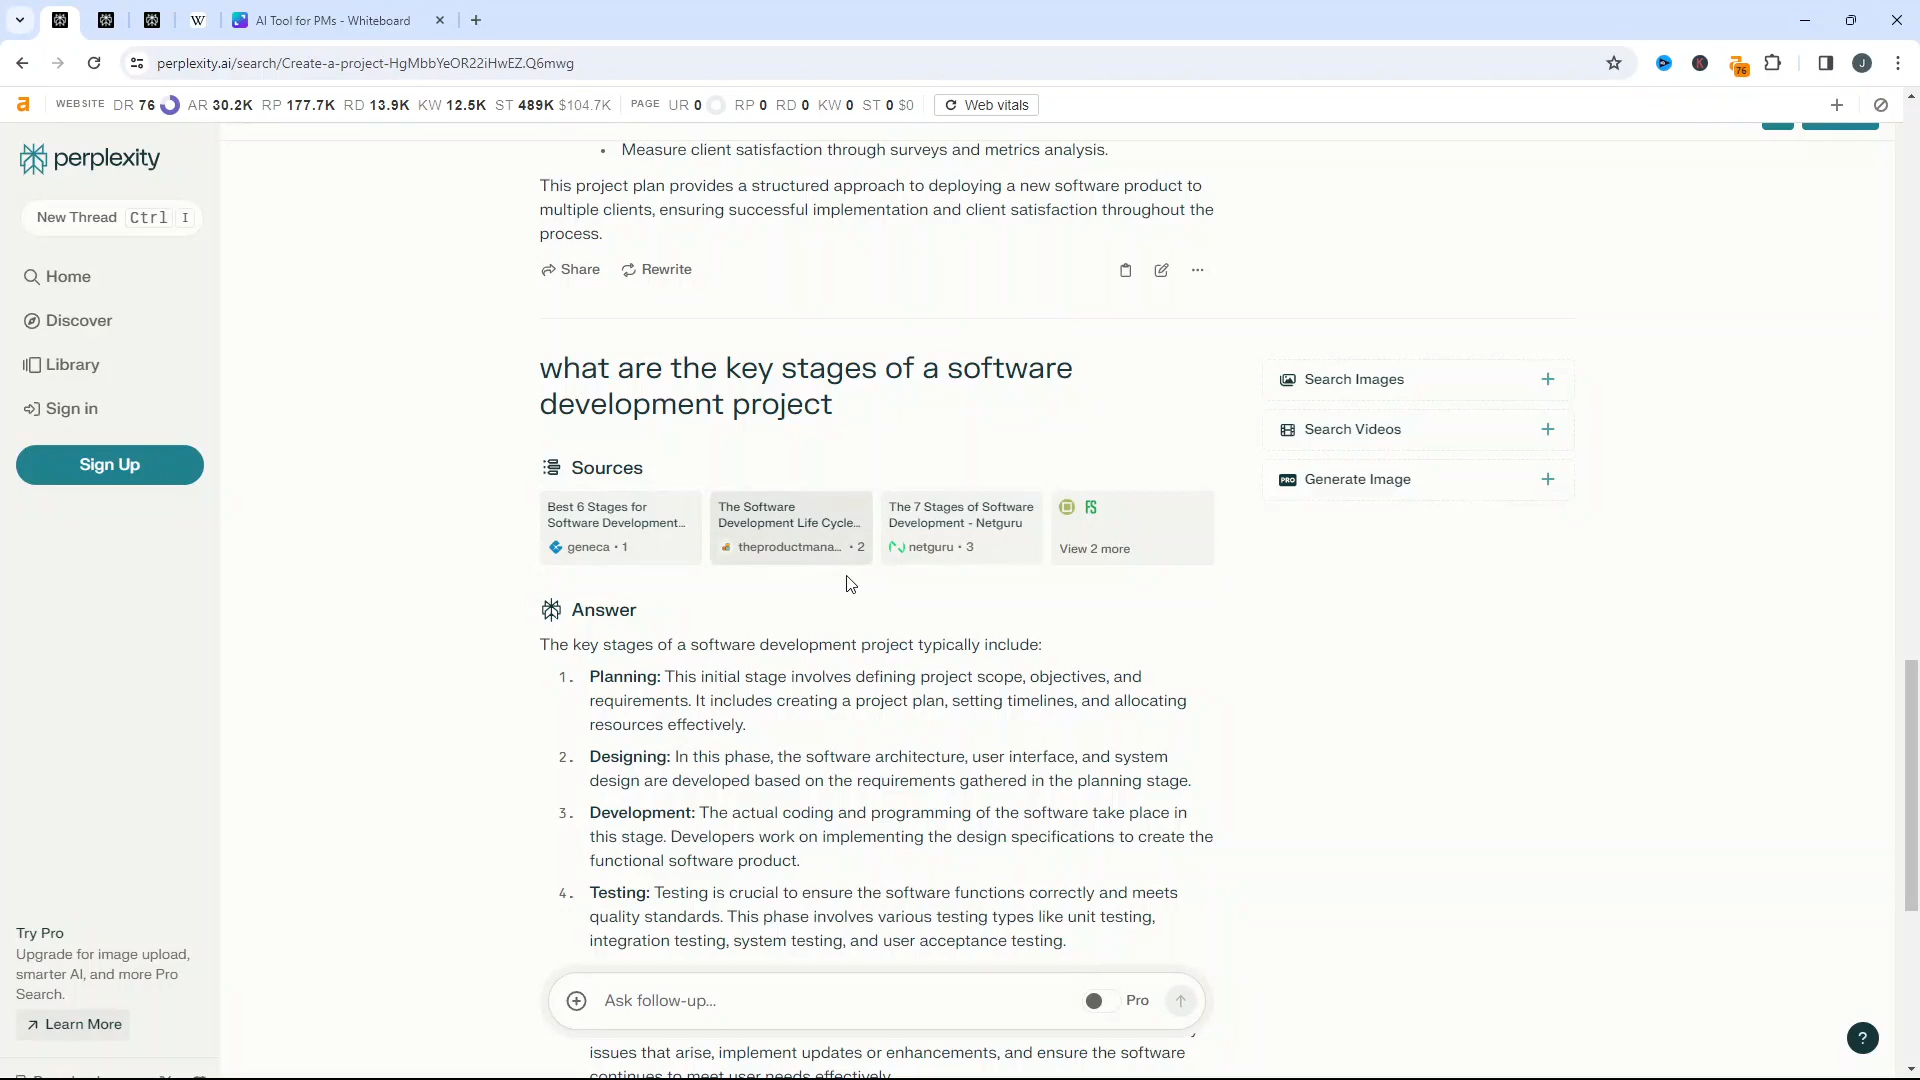 AI Tool for PMs - Whiteboard
perplexity.ai/search/Create-a-project-HgMbbYeOR22iHwEZ.Q6mwg
76
J
WEBSITE DR 76 AR 30.2K RP 177.7K RD 13.9K KW 12.5K ST 489K $104.7K PAGE UR 0 RP 0 RD 0 KW 0 ST 0 $0 Web vitals
perplexity
New Thread Ctrl I
Home
Discover
Library
Sign in
Sign Up
Try Pro
Upgrade for image upload,
smarter AI, and more Pro
Search.
Learn More
• Measure client satisfaction through surveys and metrics analysis.
This project plan provides a structured approach to deploying a new software product to
multiple clients, ensuring successful implementation and client satisfaction throughout the
process.
Share Rewrite
what are the key stages of a software
development project
Sources
Best 6 Stages for
Software Development...
geneca • 1
The Software
Development Life Cycle...
theproductmana... • 2
The 7 Stages of Software
Development - Netguru
netguru • 3
FS
View 2 more
Answer
The key stages of a software development project typically include:
1. Planning: This initial stage involves defining project scope, objectives, and
requirements. It includes creating a project plan, setting timelines, and allocating
resources effectively.
2. Designing: In this phase, the software architecture, user interface, and system
design are developed based on the requirements gathered in the planning stage.
3. Development: The actual coding and programming of the software take place in
this stage. Developers work on implementing the design specifications to create the
functional software product.
4. Testing: Testing is crucial to ensure the software functions correctly and meets
quality standards. This phase involves various testing types like unit testing,
integration testing, system testing, and user acceptance testing.
Ask follow-up...
Pro
issues that arise, implement updates or enhancements, and ensure the software
continues to meet user needs effectively.
Search Images
Search Videos
PRO Generate Image
?